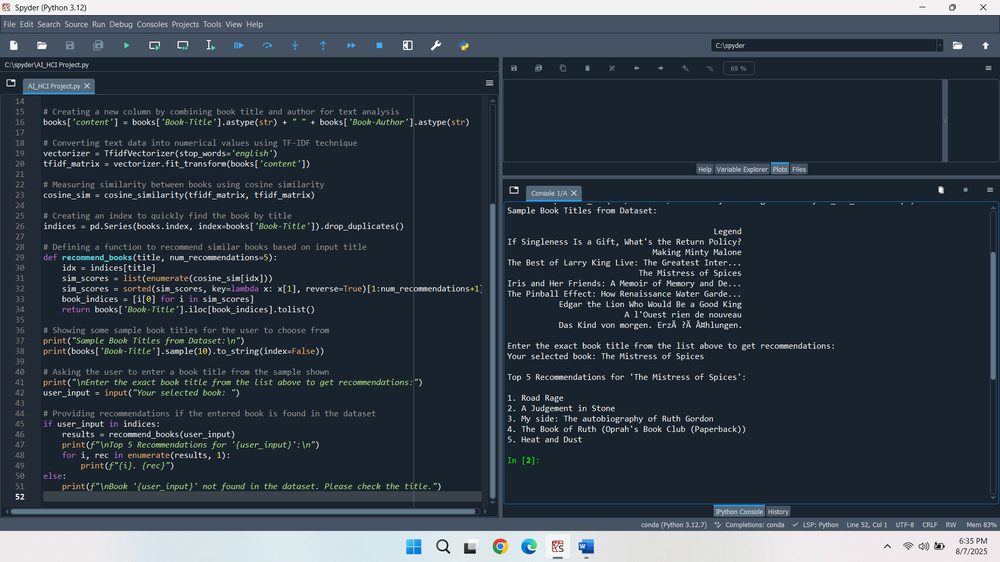 Spyder (Python 3.12)
File Edit Search Source Run Debug Consoles Projects Tools View Help
C:\spyder
C:\spyder\AI_HCI Project.py
AI_HCI Project.py
14
15 # Creating a new column by combining book title and author for text analysis
16 books['content'] = books['Book-Title'].astype(str) + " " + books['Book-Author'].astype(str)
17
18 # Converting text data into numerical values using TF-IDF technique
19 vectorizer = TfidfVectorizer(stop_words='english')
20 tfidf_matrix = vectorizer.fit_transform(books['content'])
21
22 # Measuring similarity between books using cosine similarity
23 cosine_sim = cosine_similarity(tfidf_matrix, tfidf_matrix)
24
25 # Creating an index to quickly find the book by title
26 indices = pd.Series(books.index, index=books['Book-Title']).drop_duplicates()
27
28 # Defining a function to recommend similar books based on input title
29 def recommend_books(title, num_recommendations=5):
30 idx = indices[title]
31 sim_scores = list(enumerate(cosine_sim[idx]))
32 sim_scores = sorted(sim_scores, key=lambda x: x[1], reverse=True)[1:num_recommendations+1]
33 book_indices = [i[0] for i in sim_scores]
34 return books['Book-Title'].iloc[book_indices].tolist()
35
36 # Showing some sample book titles for the user to choose from
37 print("Sample Book Titles from Dataset:\n")
38 print(books['Book-Title'].sample(10).to_string(index=False))
39
40 # Asking the user to enter a book title from the sample shown
41 print("\nEnter the exact book title from the list above to get recommendations:")
42 user_input = input("Your selected book: ")
43
44 # Providing recommendations if the entered book is found in the dataset
45 if user_input in indices:
46 results = recommend_books(user_input)
47 print(f"\nTop 5 Recommendations for '{user_input}':\n")
48 for i, rec in enumerate(results, 1):
49 print(f"{i}. {rec}")
50 else:
51 print(f"\nBook '{user_input}' not found in the dataset. Please check the title.")
52
69 %
Help Variable Explorer Plots Files
Console 1/A
Sample Book Titles from Dataset:
Legend
If Singleness Is a Gift, What's the Return Policy?
Making Minty Malone
The Best of Larry King Live: The Greatest Inter...
The Mistress of Spices
Iris and Her Friends: A Memoir of Memory and De...
The Pinball Effect: How Renaissance Water Garde...
Edgar the Lion Who Would Be a Good King
A l'Ouest rien de nouveau
Das Kind von morgen. ErzÃ ?Ã Â¤hlungen.
Enter the exact book title from the list above to get recommendations:
Your selected book: The Mistress of Spices
Top 5 Recommendations for 'The Mistress of Spices':
1. Road Rage
2. A Judgement in Stone
3. My side: The autobiography of Ruth Gordon
4. The Book of Ruth (Oprah's Book Club (Paperback))
5. Heat and Dust
In [2]:
IPython Console History
conda (Python 3.12.7) Completions: conda LSP: Python Line 52, Col 1 UTF-8 CRLF RW Mem 83%
6:35 PM
8/7/2025